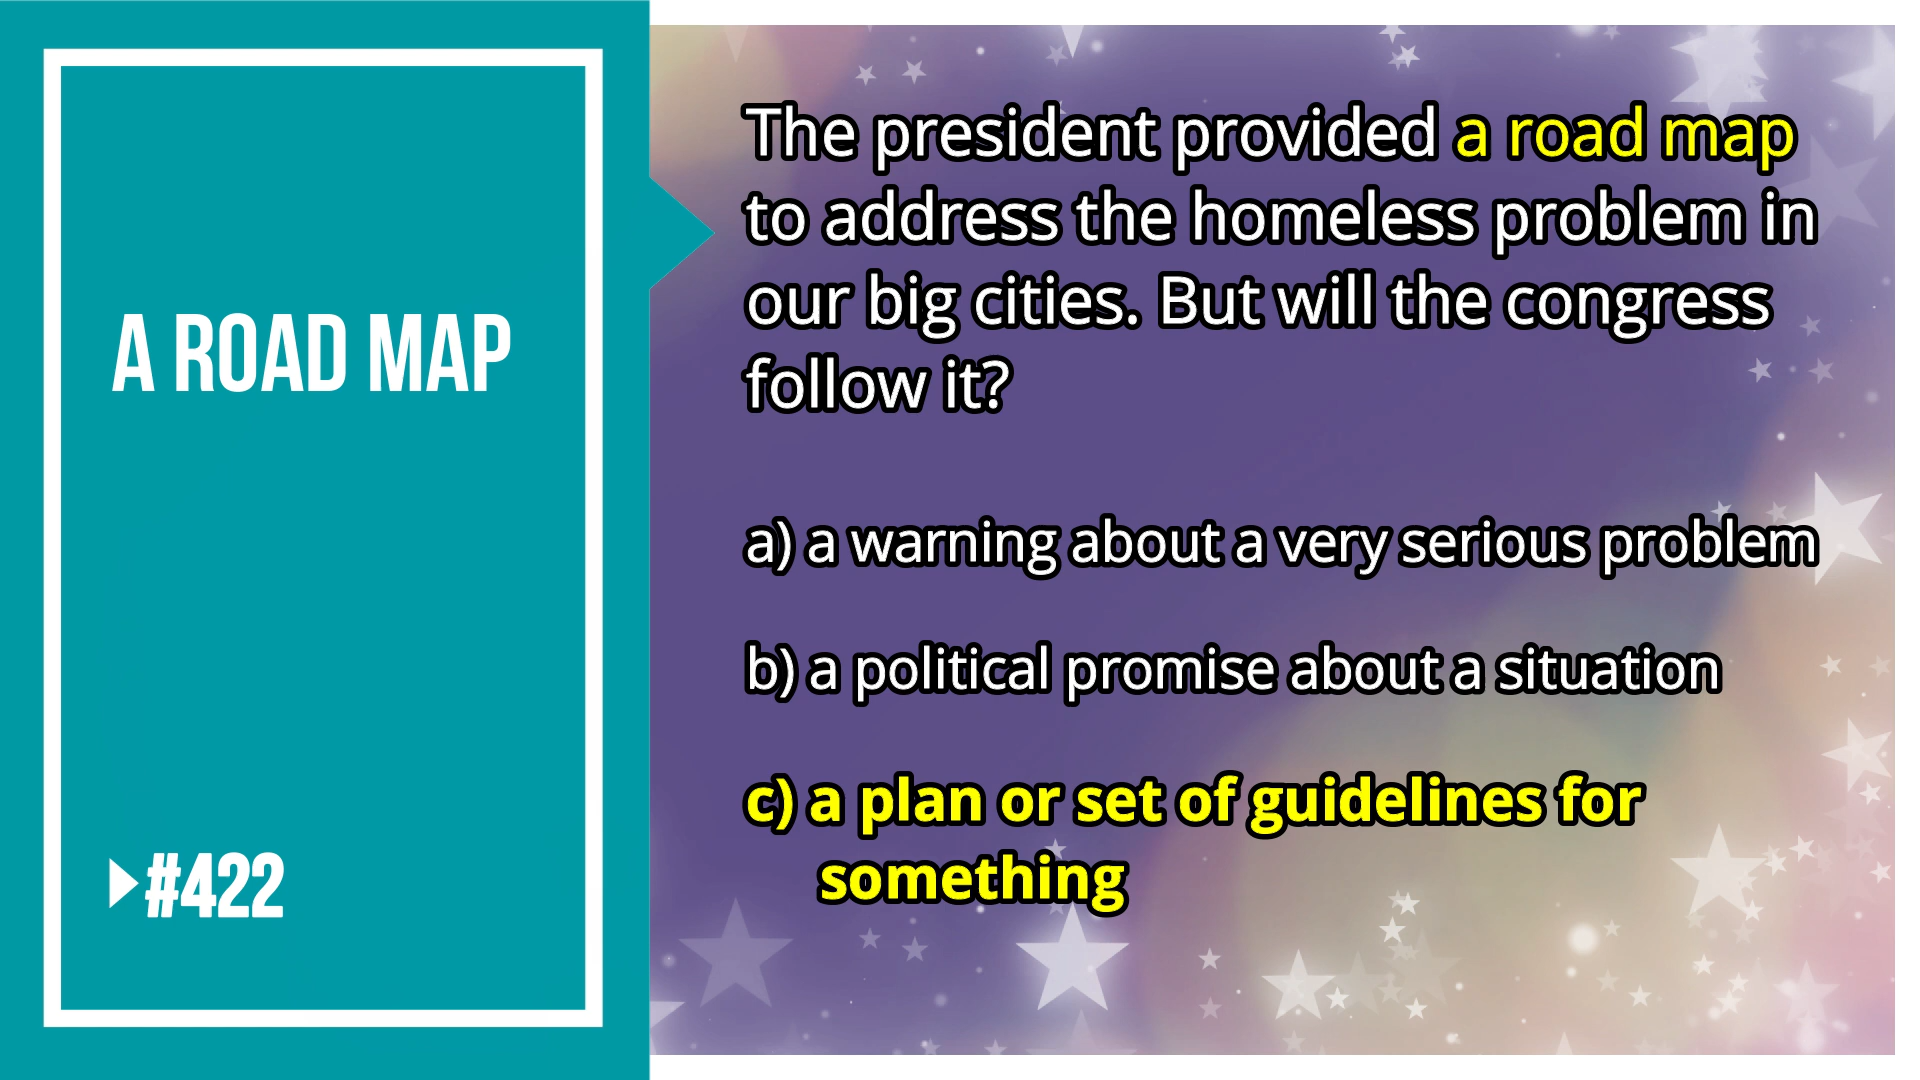 A ROAD MAP
#422
The president provided a road map
to address the homeless problem in
our big cities. But will the congress
follow it?
a) a warning about a very serious problem
b) a political promise about a situation
c) a plan or set of guidelines for
something